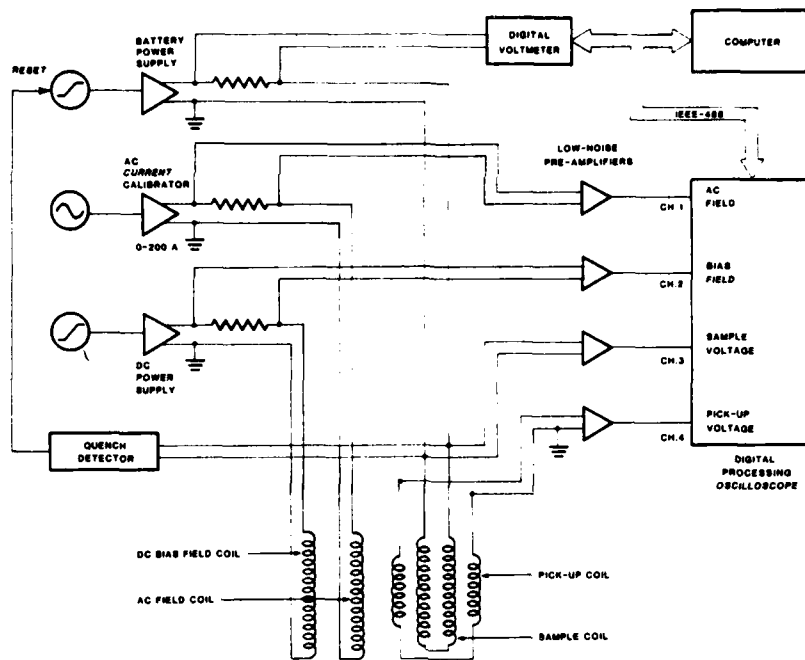 BATTERY
POWER
SUPPLY
DIGITAL
VOLTMETER
COMPUTER
RESET
IEEE-488
AC
CURRENT
CALIBRATOR
0-200 A
LOW-NOISE
PRE-AMPLIFIERS
CH.1
AC
FIELD
CH.2
BIAS
FIELD
DC
POWER
SUPPLY
CH.3
SAMPLE
VOLTAGE
CH.4
PICK-UP
VOLTAGE
QUENCH
DETECTOR
DIGITAL
PROCESSING
OSCILLOSCOPE
DC BIAS FIELD COIL
AC FIELD COIL
PICK-UP COIL
SAMPLE COIL